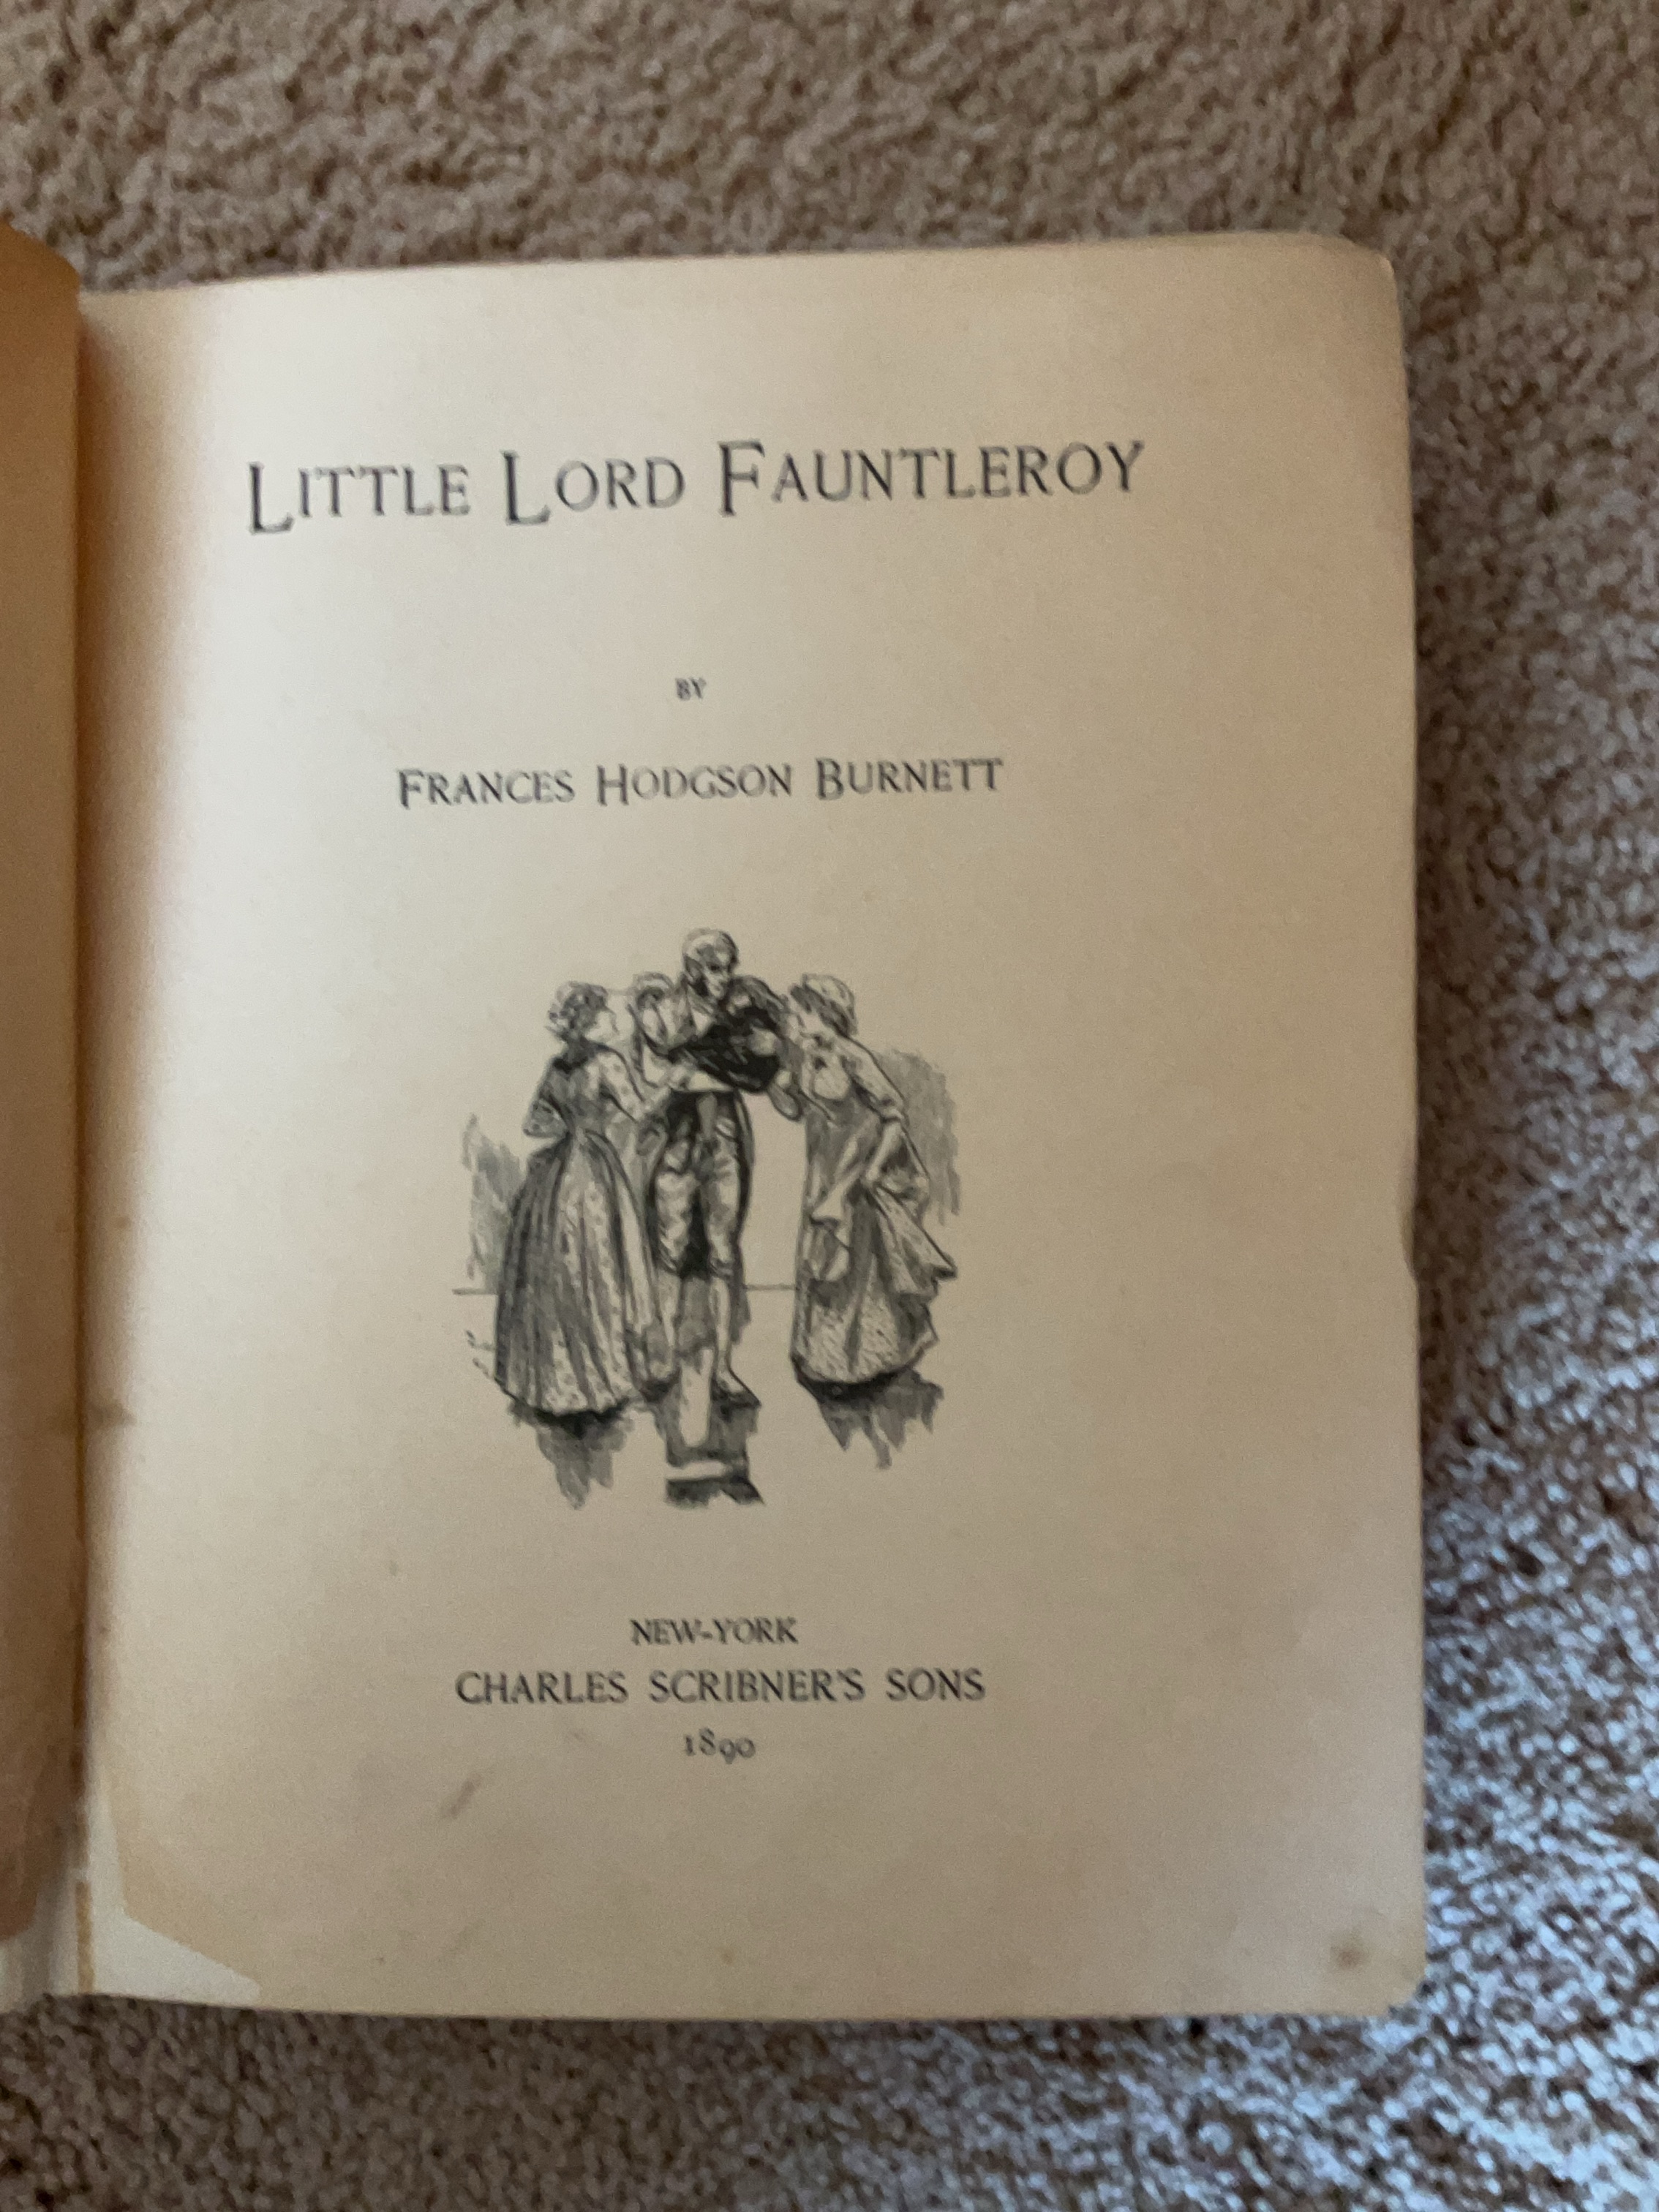 LITTLE LORD FAUNTLEROY
BY
FRANCES HODGSON BURNETT
NEW-YORK
CHARLES SCRIBNER'S SONS
1890